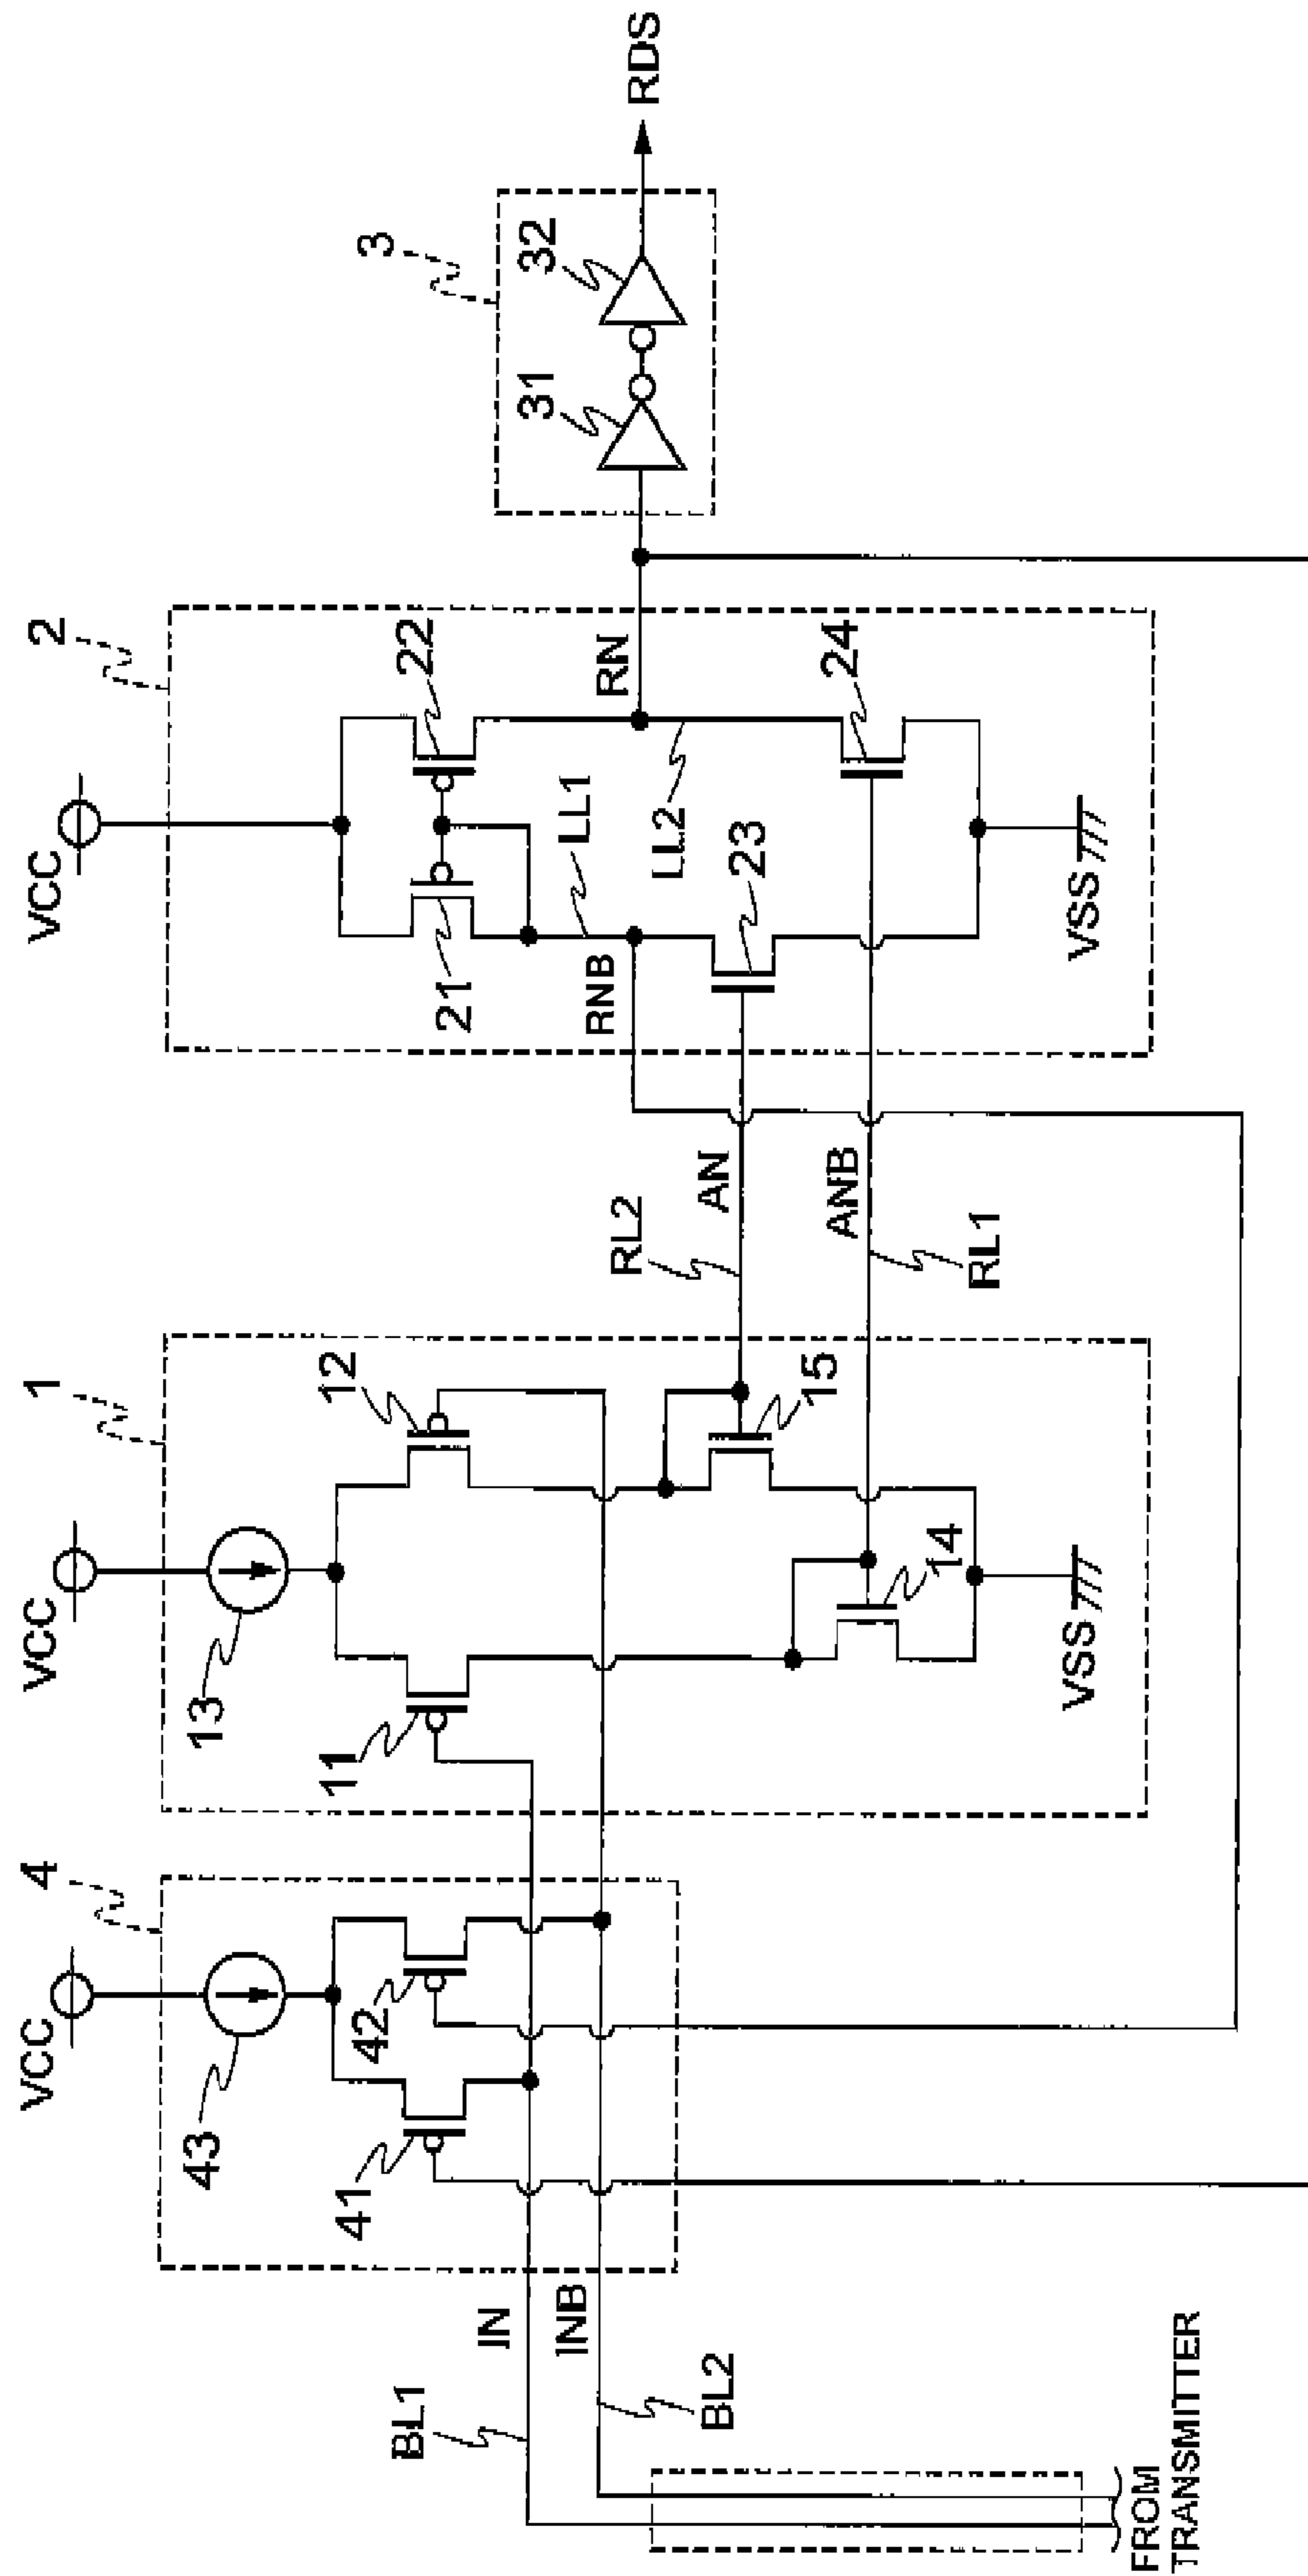 VCC
VCC
VCC
4
1
2
3
43
13
41
42
11
12
21
22
31
32
RDS
IN
INB
BL1
BL2
RNB
LL1
RN
LL2
23
24
RL2
AN
ANB
RL1
15
14
VSS
VSS
FROM
TRANSMITTER